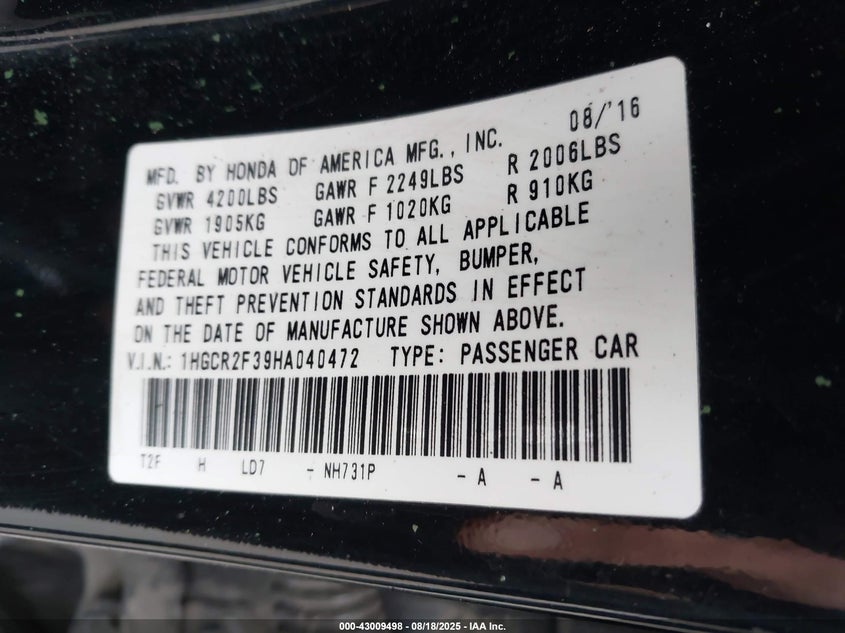 08/'16
MFD. BY HONDA OF AMERICA MFG., INC.
GVWR 4200LBS GAWR F 2249LBS R 2006LBS
GVWR 1905KG GAWR F 1020KG R 910KG
THIS VEHICLE CONFORMS TO ALL APPLICABLE
FEDERAL MOTOR VEHICLE SAFETY, BUMPER,
AND THEFT PREVENTION STANDARDS IN EFFECT
ON THE DATE OF MANUFACTURE SHOWN ABOVE.
V.I.N.: 1HGCR2F39HA040472 TYPE: PASSENGER CAR
T2F H LD7 - NH731P - A - A
000-43009498 - 08/18/2025 - IAA Inc.